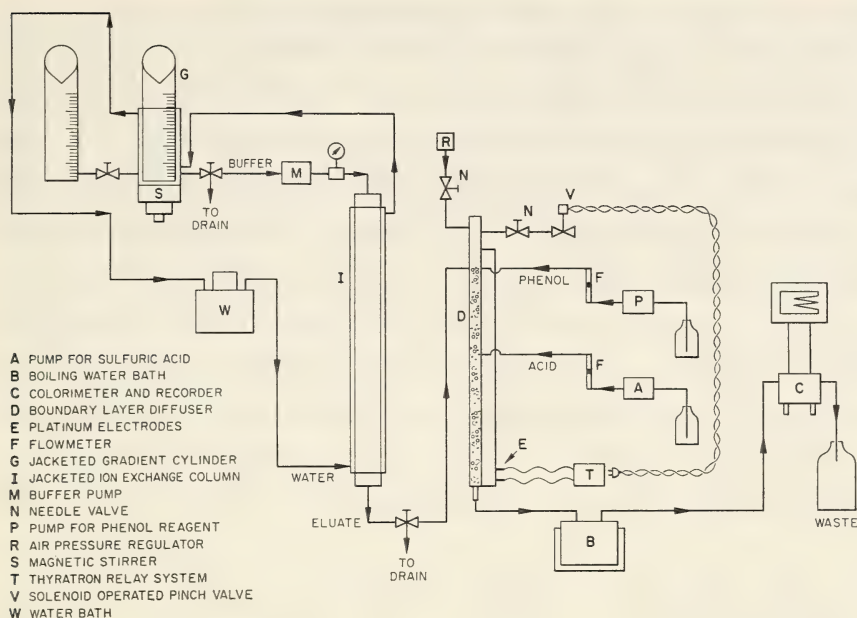 G
R
N
N
V
BUFFER
M
S
TO
DRAIN
I
PHENOL
F
P
D
W
ACID
F
A
C
E
T
WATER
ELUATE
TO
DRAIN
B
WASTE
A PUMP FOR SULFURIC ACID
B BOILING WATER BATH
C COLORIMETER AND RECORDER
D BOUNDARY LAYER DIFFUSER
E PLATINUM ELECTRODES
F FLOWMETER
G JACKETED GRADIENT CYLINDER
I JACKETED ION EXCHANGE COLUMN
M BUFFER PUMP
N NEEDLE VALVE
P PUMP FOR PHENOL REAGENT
R AIR PRESSURE REGULATOR
S MAGNETIC STIRRER
T THYRATRON RELAY SYSTEM
V SOLENOID OPERATED PINCH VALVE
W WATER BATH